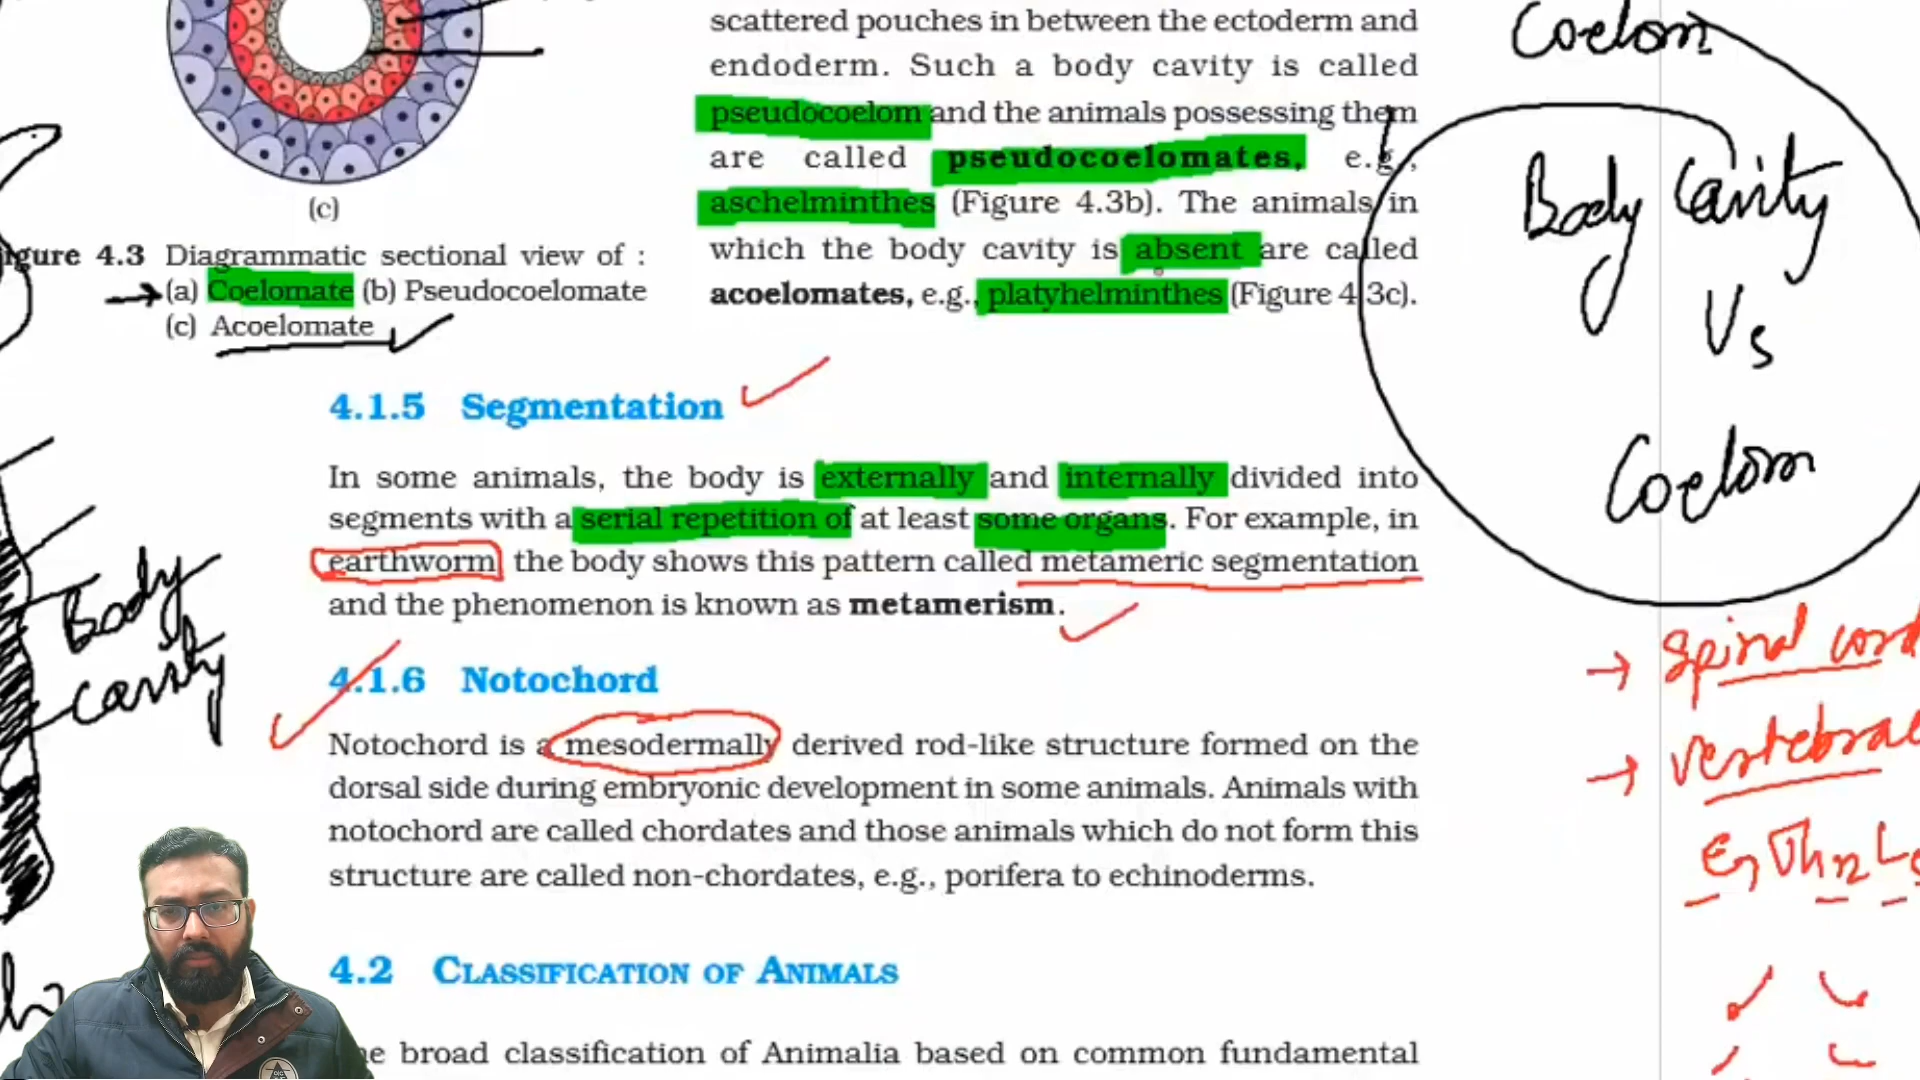 scattered pouches in between the ectoderm and
endoderm. Such a body cavity is called
pseudocoelom and the animals possessing them
are called pseudocoelomates, e.g.,
aschelminthes (Figure 4.3b). The animals in
which the body cavity is absent are called
acoelomates, e.g., platyhelminthes (Figure 4.3c).
(c)
igure 4.3 Diagrammatic sectional view of :
(a) Coelomate (b) Pseudocoelomate
(c) Acoelomate
Coelom
Body Cavity
Vs
Coelom
4.1.5 Segmentation
In some animals, the body is externally and internally divided into
segments with a serial repetition of at least some organs. For example, in
earthworm, the body shows this pattern called metameric segmentation
and the phenomenon is known as metamerism.
Body
cavity
4.1.6 Notochord
Notochord is a mesodermally derived rod-like structure formed on the
dorsal side during embryonic development in some animals. Animals with
notochord are called chordates and those animals which do not form this
structure are called non-chordates, e.g., porifera to echinoderms.
→ Spinal cord
→ vertebrae
4.2 CLASSIFICATION OF ANIMALS
he broad classification of Animalia based on common fundamental